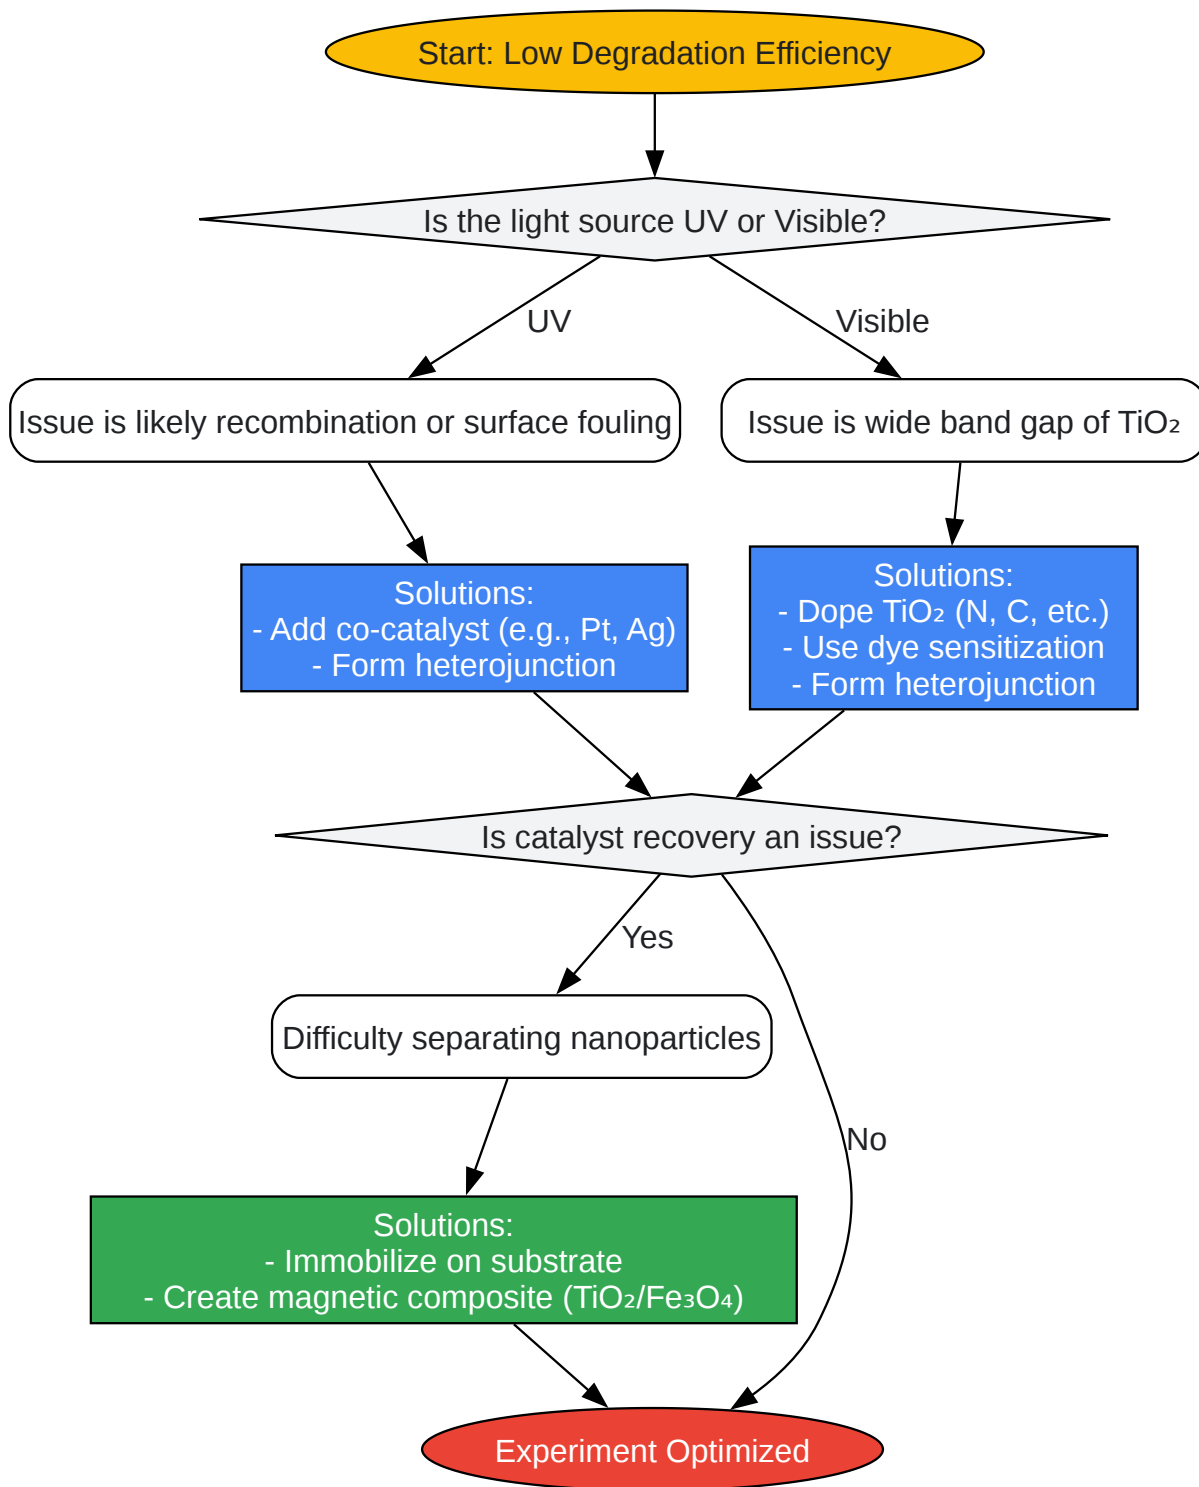 Start: Low Degradation Efficiency
Is the light source UV or Visible?
UV
Visible
Issue is likely recombination or surface fouling
Issue is wide band gap of TiO₂
Solutions:
- Add co-catalyst (e.g., Pt, Ag)
- Form heterojunction
Solutions:
- Dope TiO₂ (N, C, etc.)
- Use dye sensitization
- Form heterojunction
Is catalyst recovery an issue?
Yes
Difficulty separating nanoparticles
No
Solutions:
- Immobilize on substrate
- Create magnetic composite (TiO₂/Fe₃O₄)
Experiment Optimized